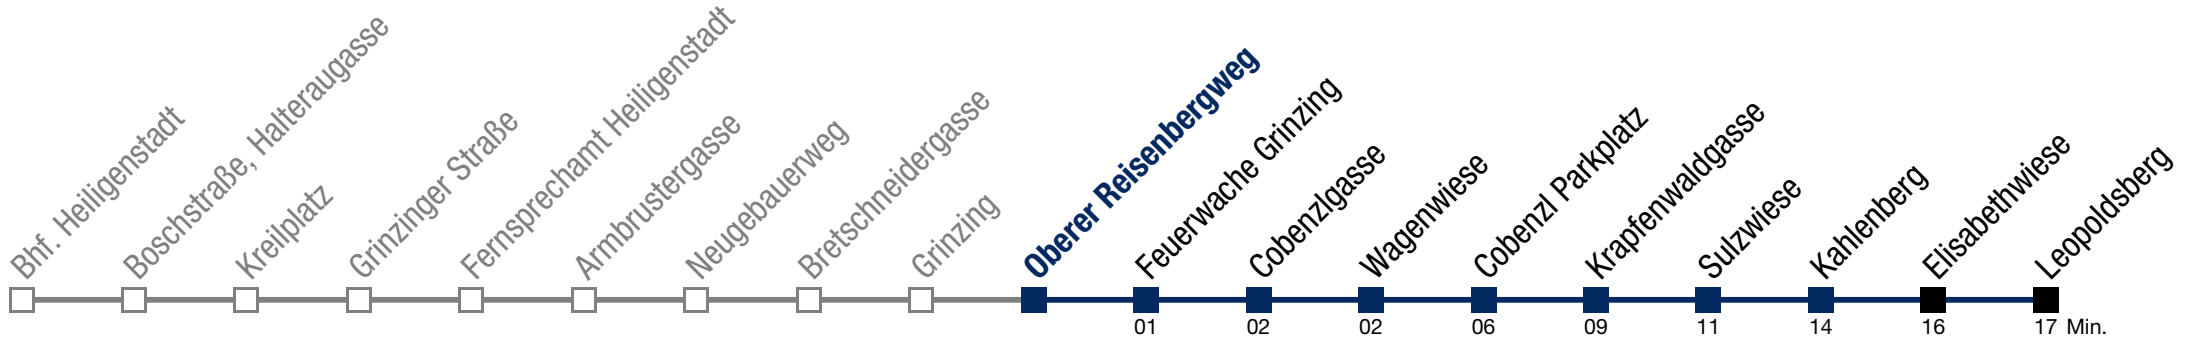 Bhf. Heiligenstadt
Boschstraße, Halteraugasse
Kreilplatz
Grinzinger Straße
Fernsprechamt Heiligenstadt
Armbrustergasse
Neugebauerweg
Bretschneidergasse
Grinzing
Oberer Reisenbergweg
Feuerwache Grinzing
Cobenzlgasse
Wagenwiese
Cobenzl Parkplatz
Krapfenwaldgasse
Sulzwiese
Kahlenberg
Elisabethwiese
Leopoldsberg
01 02 02 06 09 11 14 16 17 Min.